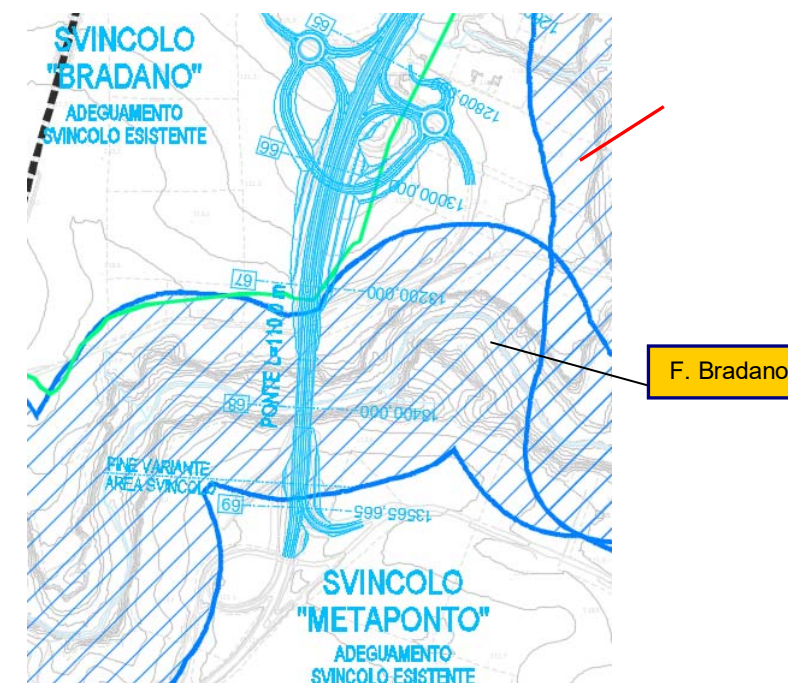 SVINCOLO
"BRADANO"
ADEGUAMENTO
SVINCOLO ESISTENTE
65
12800,000
66
13000,000
67
13200,000
PONTE L=110,0 m
F. Bradano
68
13400,000
FINE VARIANTE
AREA SVINCOLO
69
13565,665
SVINCOLO
"METAPONTO"
ADEGUAMENTO
SVINCOLO ESISTENTE